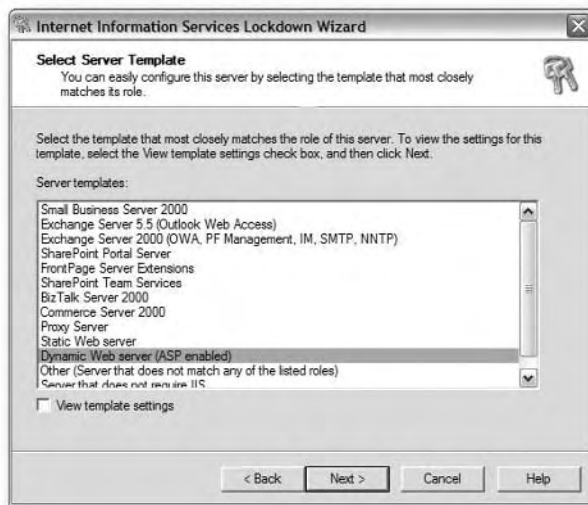 Internet Information Services Lockdown Wizard
Select Server Template
You can easily configure this server by selecting the template that most closely
matches its role.
Select the template that most closely matches the role of this server. To view the settings for this
template, select the View template settings check box, and then click Next.
Server templates:
Small Business Server 2000
Exchange Server 5.5 (Outlook Web Access)
Exchange Server 2000 (OWA, PF Management, IM, SMTP, NNTP)
SharePoint Portal Server
FrontPage Server Extensions
SharePoint Team Services
BizTalk Server 2000
Commerce Server 2000
Proxy Server
Static Web server
Dynamic Web server (ASP enabled)
Other (Server that does not match any of the listed roles)
Server that does not require IIS
View template settings
< Back Next > Cancel Help